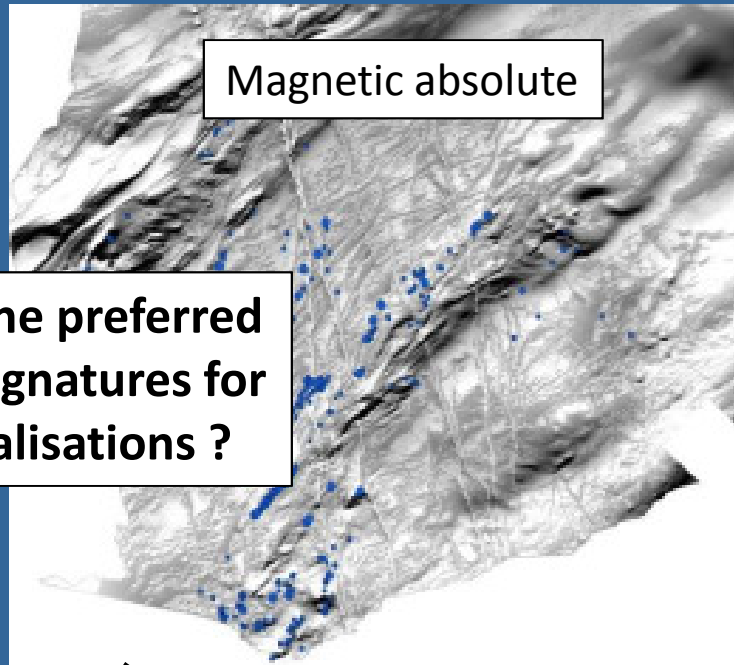 Magnetic absolute
he preferred
gnatures for
alisations ?